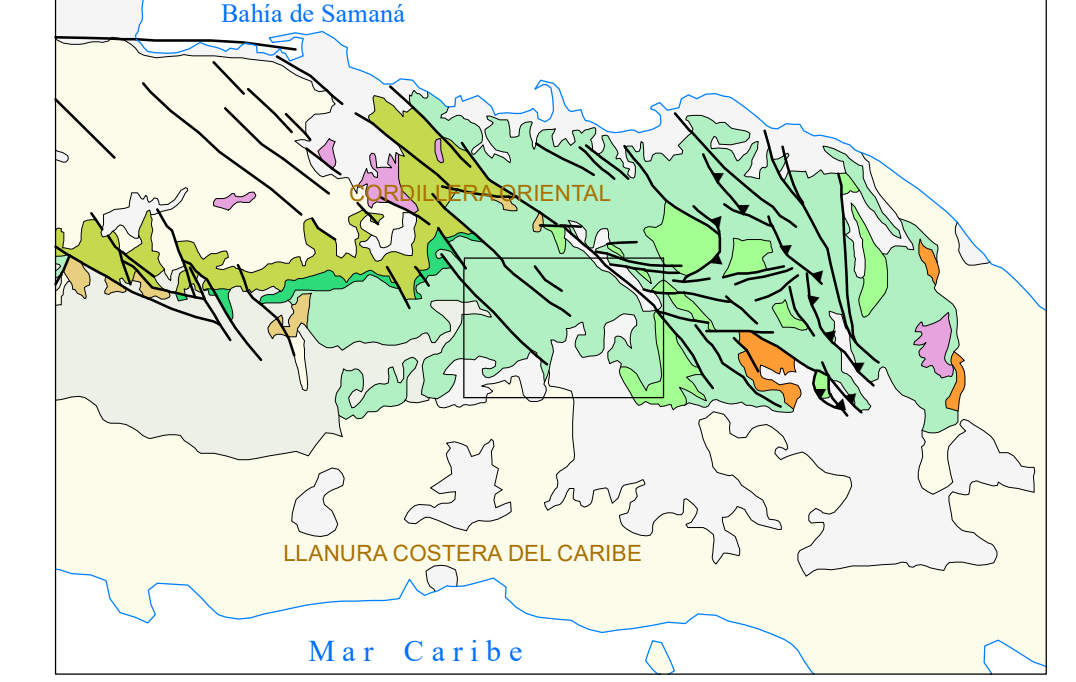 Bahía de Samaná
CORDILLERA ORIENTAL
LLANURA COSTERA DEL CARIBE
Mar Caribe